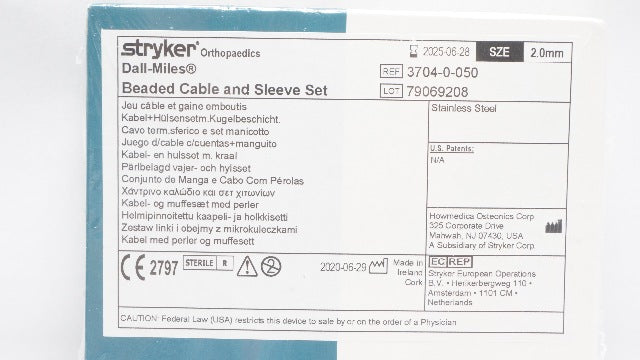 stryker® Orthopaedics
Dall-Miles®
Beaded Cable and Sleeve Set
2025-06-28 SZE 2.0mm
REF 3704-0-050
LOT 79069208
Jeu câble et gaine emboutis
Kabel+Hülsensetm.Kugelbeschicht.
Cavo term.sferico e set manicotto
Juego d/cable c/cuentas+manguito
Kabel- en hulsset m. kraal
Pärlbelagd vajer- och hylsset
Conjunto de Manga e Cabo Com Pérolas
Χάντρινο καλώδιο και σετ χιτωνίων
Kabel- og muffesæt med perler
Helmipinnoitettu kaapeli- ja holkkisetti
Zestaw linki i obejmy z mikrokuleczkami
Kabel med perler og muffesett
Stainless Steel
U.S. Patents:
N/A
Howmedica Osteonics Corp
325 Corporate Drive
Mahwah, NJ 07430, USA
A Subsidiary of Stryker Corp.
CE 2797 STERILE R 2
2020-06-29
Made in
Ireland
Cork
EC REP
Stryker European Operations
B.V. • Herikerbergweg 110 •
Amsterdam • 1101 CM •
Netherlands
CAUTION: Federal Law (USA) restricts this device to sale by or on the order of a Physician